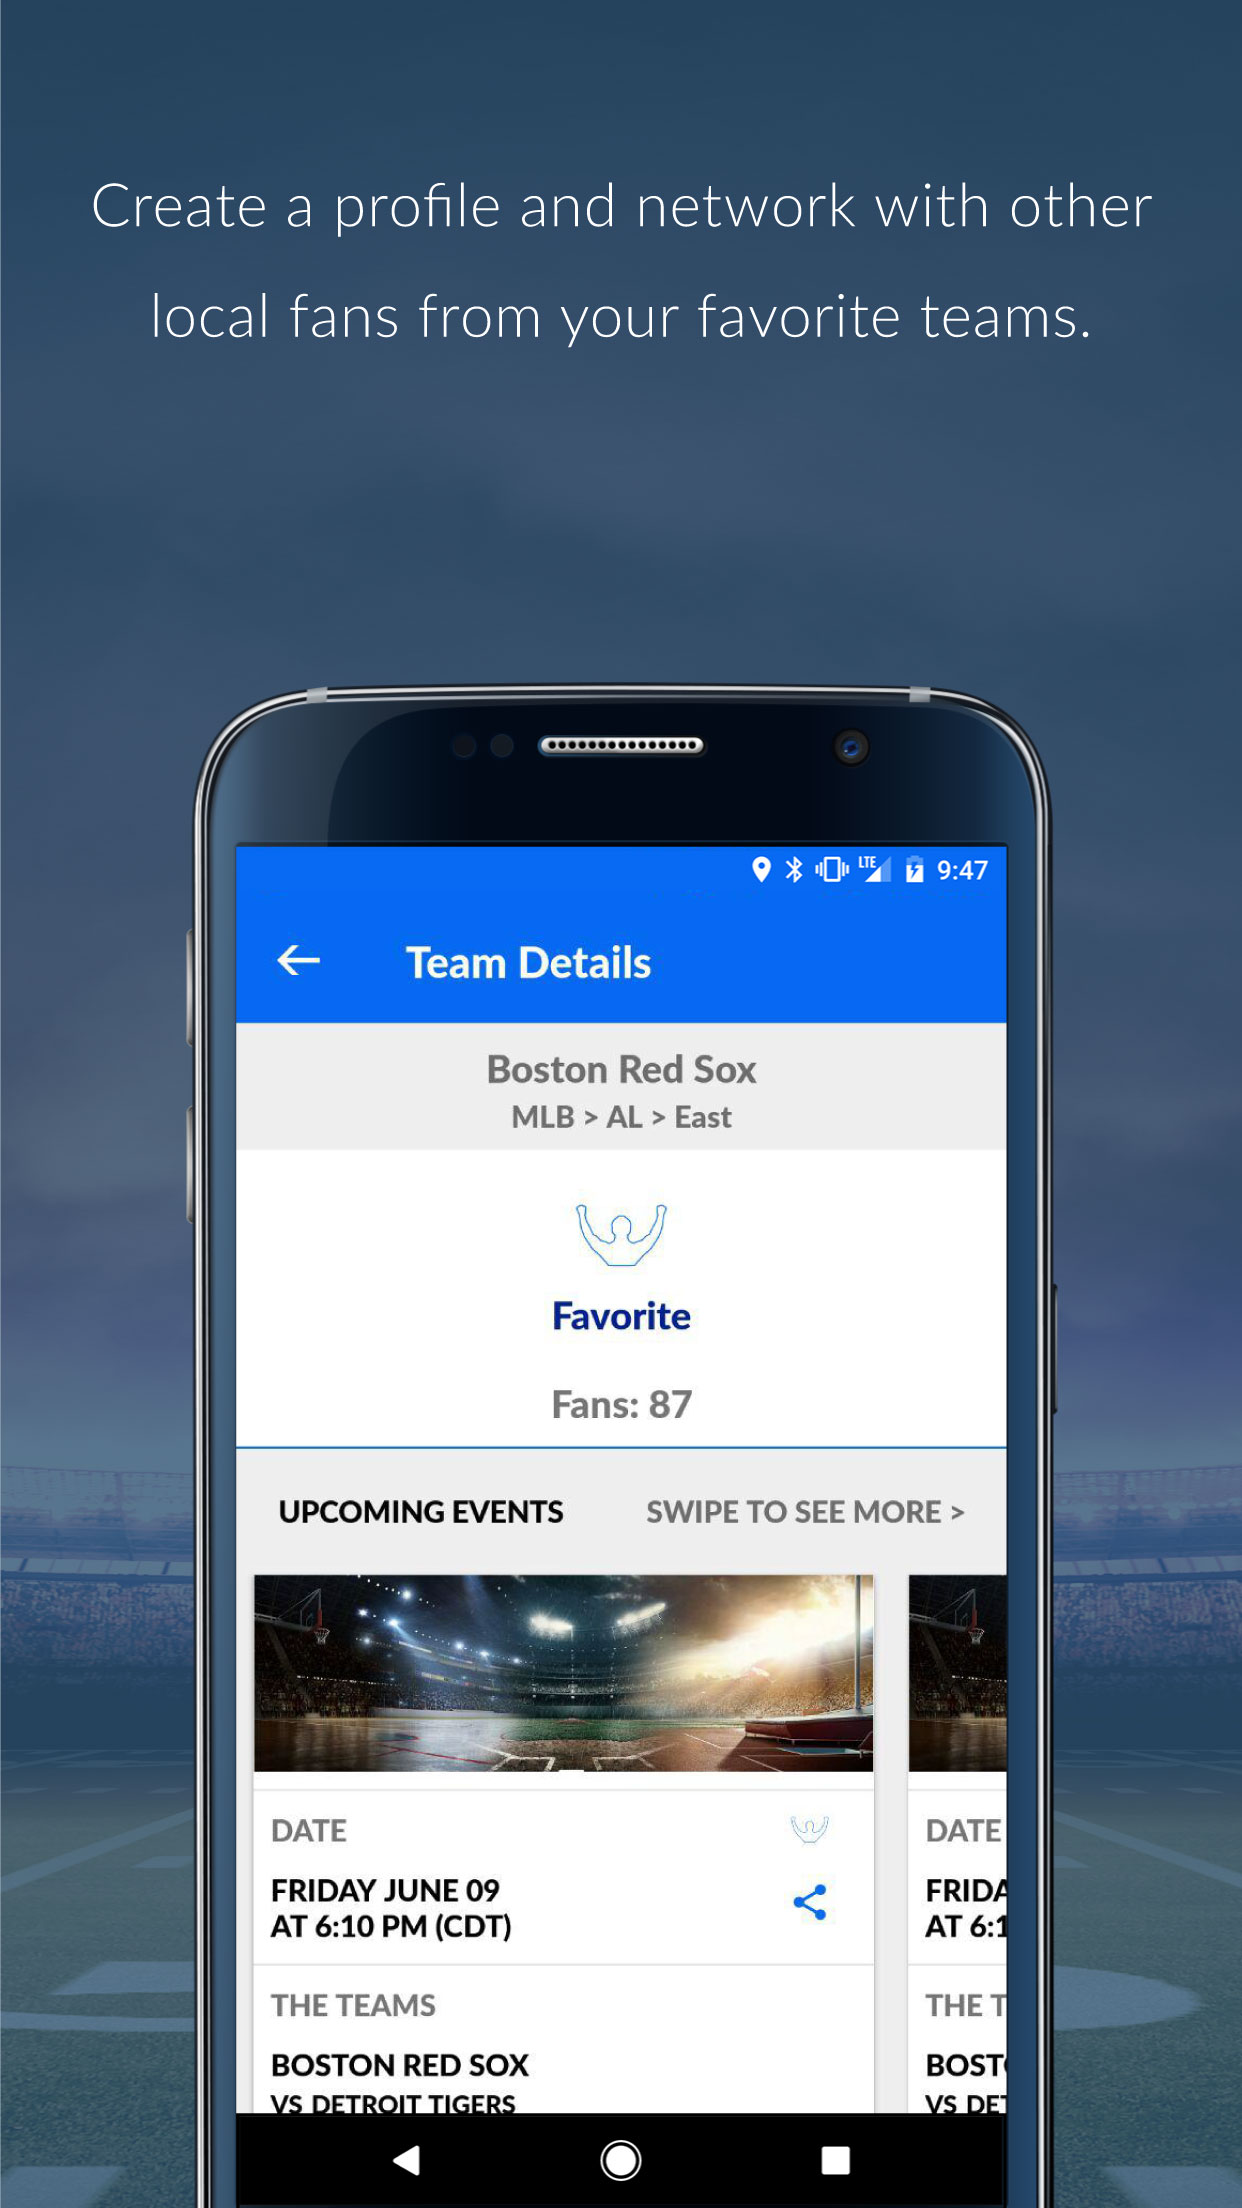 Create a profile and network with other
local fans from your favorite teams.
LTE 9:47
Team Details
Boston Red Sox
MLB > AL > East
Favorite
Fans: 87
UPCOMING EVENTS SWIPE TO SEE MORE >
DATE DATE
FRIDAY JUNE 09 FRIDA
AT 6:10 PM (CDT) AT 6:1
THE TEAMS THE T
BOSTON RED SOX BOST
VS DETROIT TIGERS VS DET